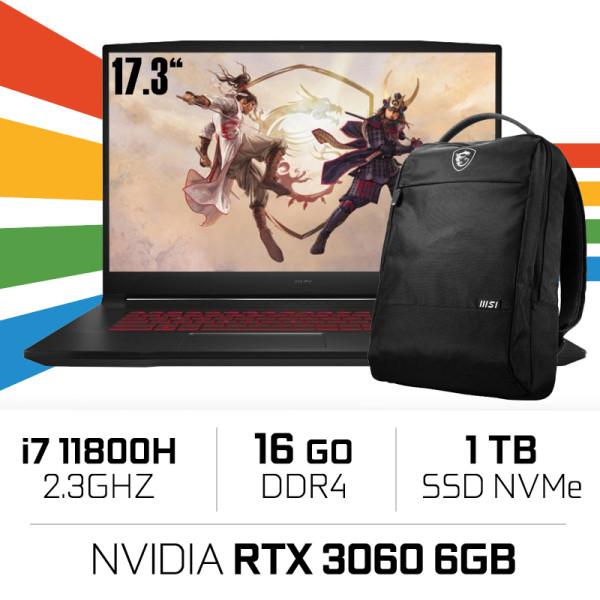 17.3“
msi
i7 11800H
2.3GHZ
16 GO
DDR4
1 TB
SSD NVMe
NVIDIA RTX 3060 6GB